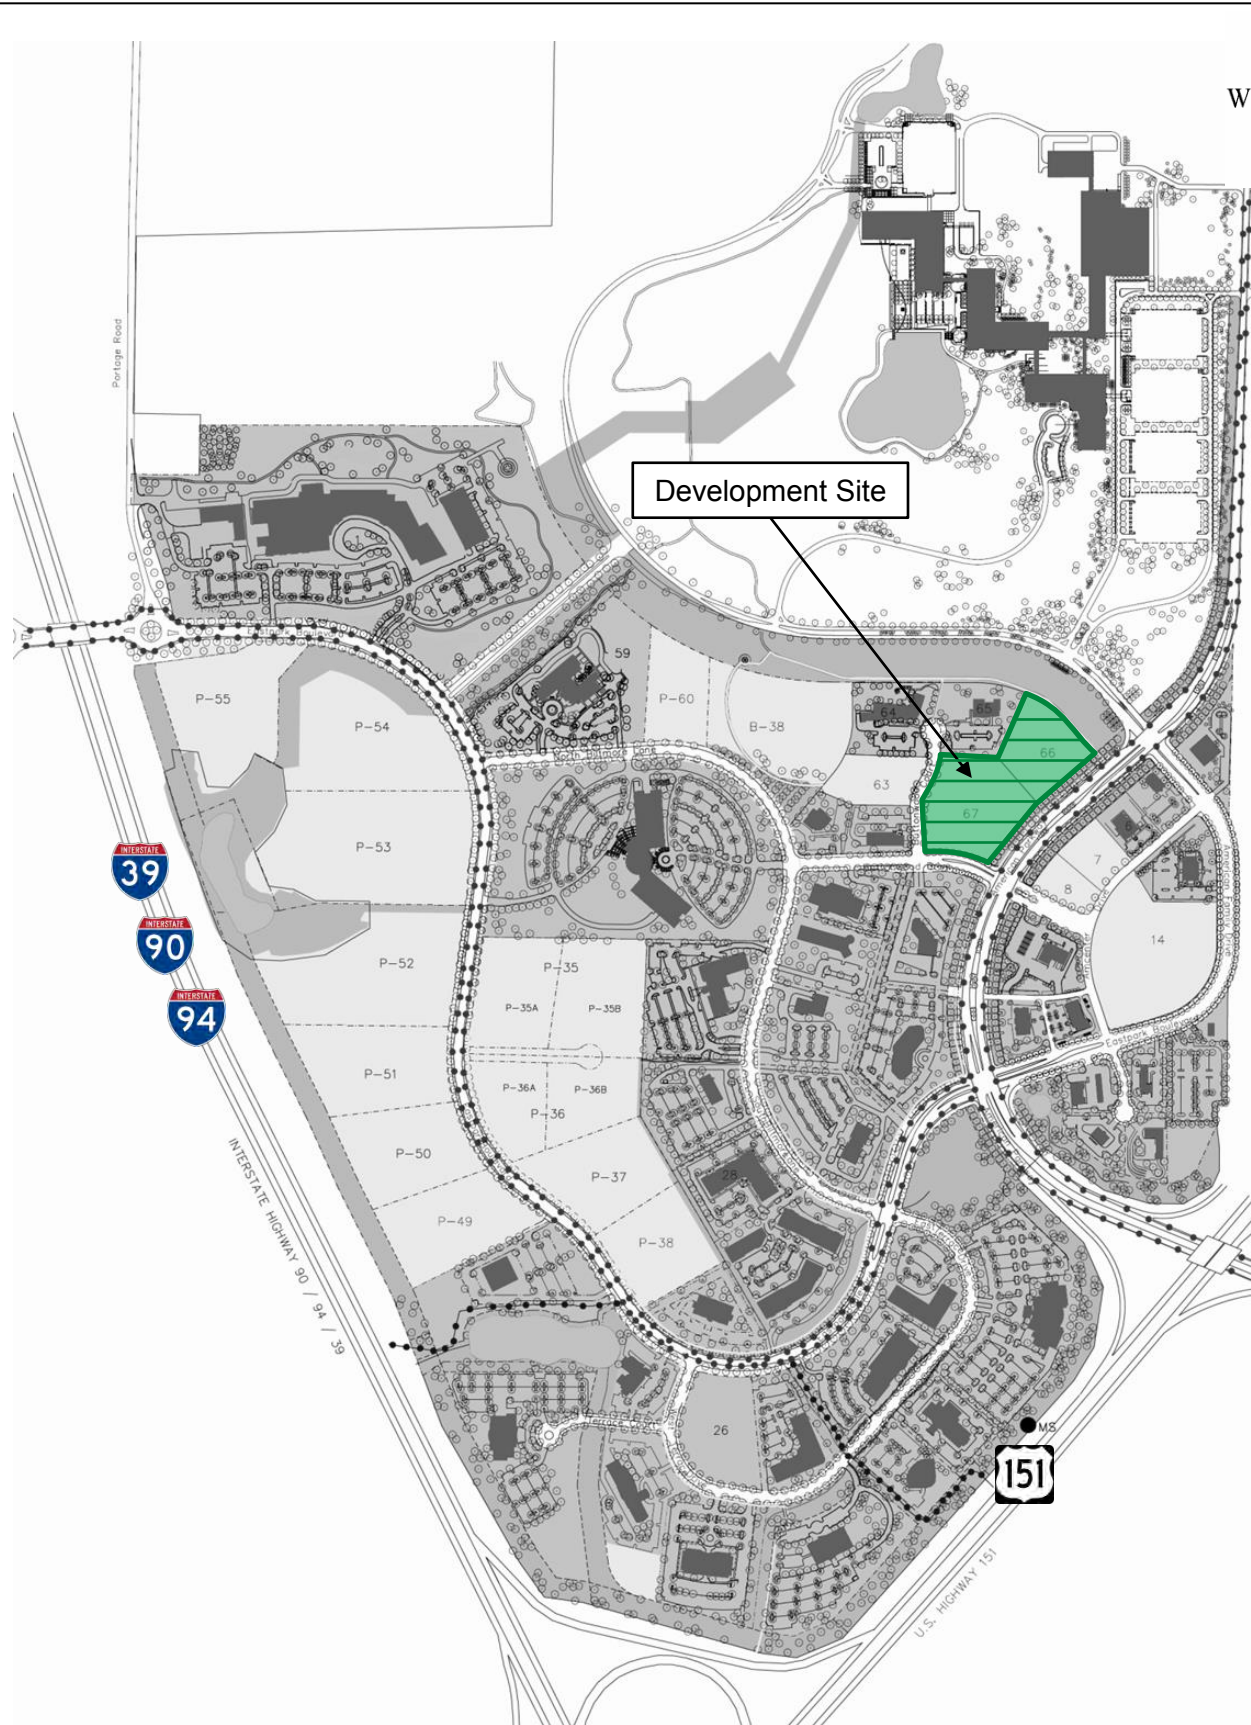 W
Portage Road
Development Site
59
P-55
P-54
P-60
B-38
64
65
66
63
67
P-53
7
6
8
14
American Family Drive
INTERSTATE
39
INTERSTATE
90
INTERSTATE
94
P-52
P-35
P-35A
P-35B
P-51
P-36A
P-36B
P-36
P-50
P-37
28
P-49
P-38
INTERSTATE HIGHWAY 90 / 94 / 39
26
MS
151
U.S. HIGHWAY 151